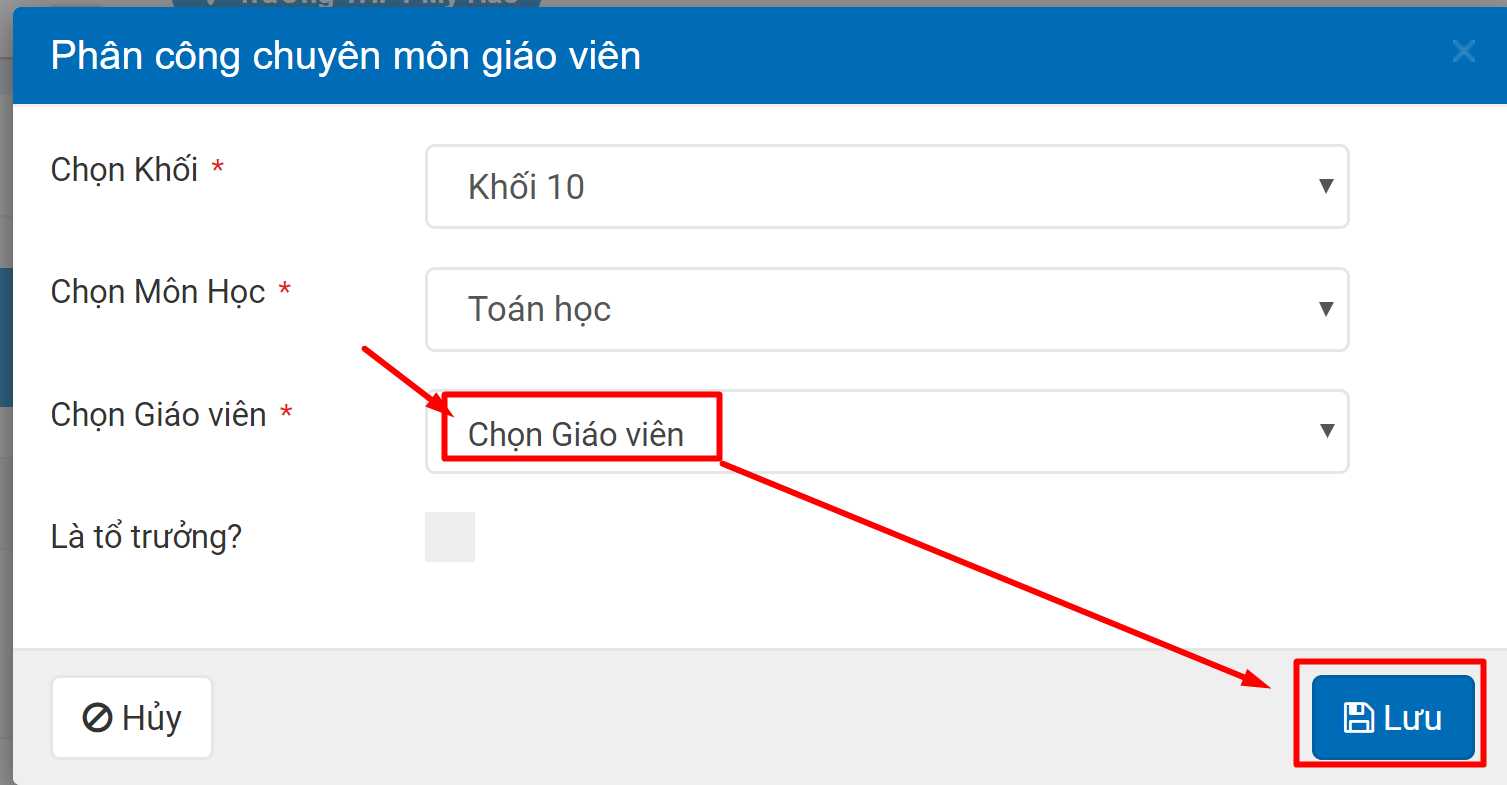 Phân công chuyên môn giáo viên
Chọn Khối *
Khối 10
Chọn Môn Học *
Toán học
Chọn Giáo viên *
Chọn Giáo viên
Là tổ trưởng?
Hủy
Lưu